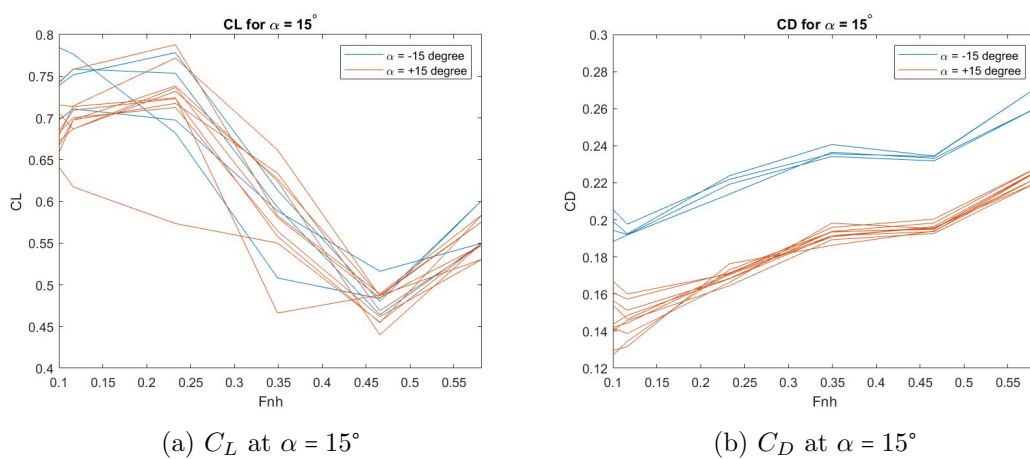 CL for α = 15°
α = -15 degree
α = +15 degree
0.8
0.75
0.7
0.65
0.6
0.55
0.5
0.45
0.4
CL
0.1 0.15 0.2 0.25 0.3 0.35 0.4 0.45 0.5 0.55
Fnh
(a) C_L at α = 15°
CD for α = 15°
α = -15 degree
α = +15 degree
0.3
0.28
0.26
0.24
0.22
0.2
0.18
0.16
0.14
0.12
CD
0.1 0.15 0.2 0.25 0.3 0.35 0.4 0.45 0.5 0.55
Fnh
(b) C_D at α = 15°